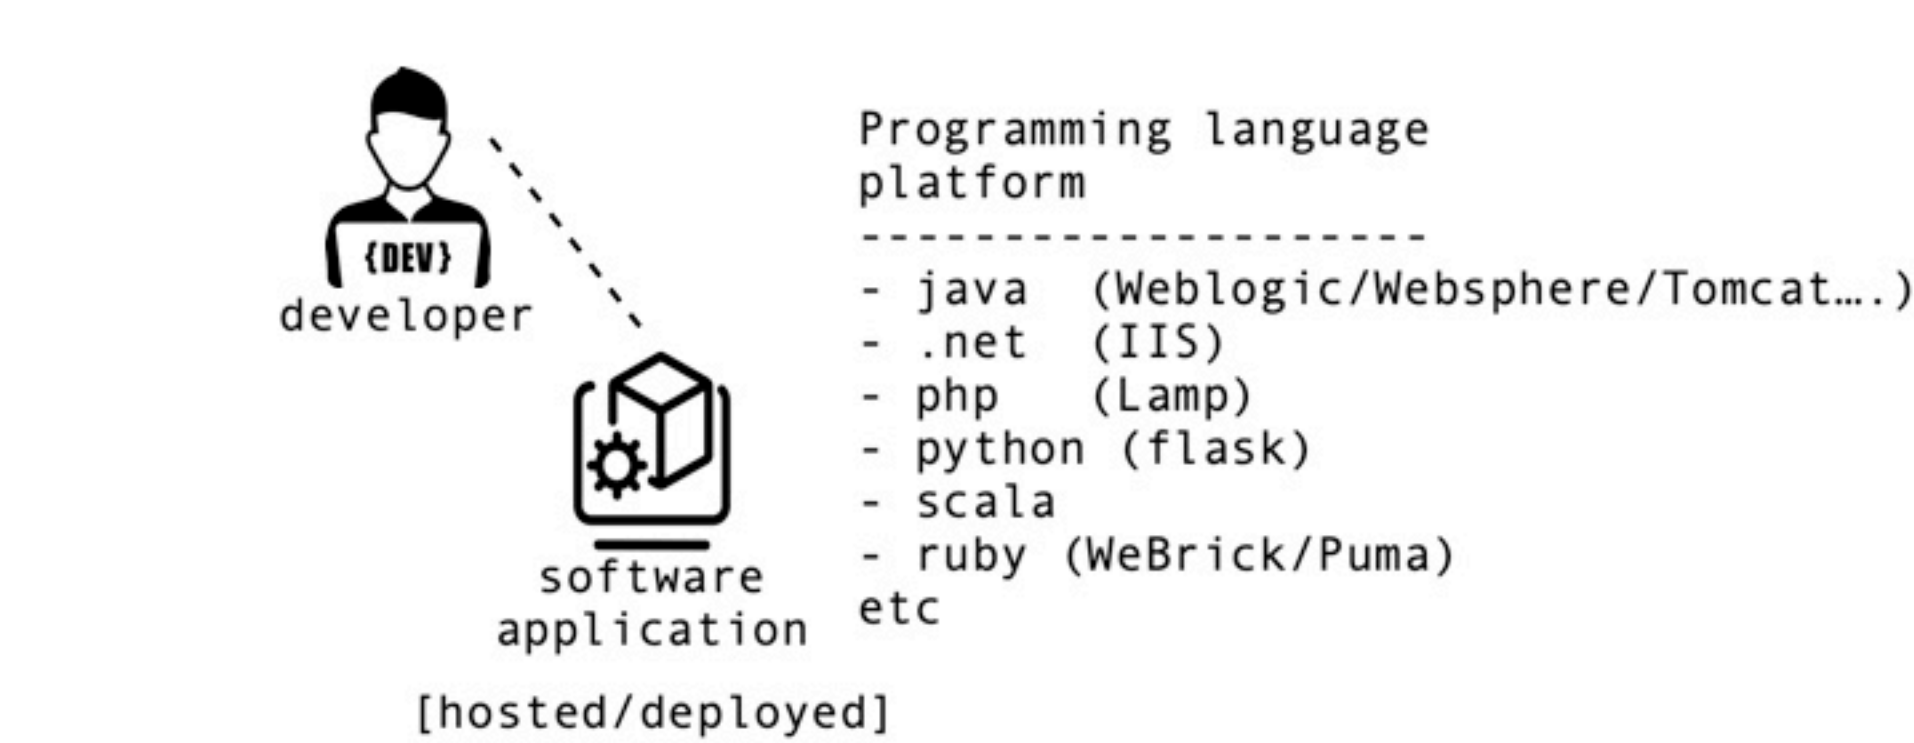 {DEV}
developer
software
application
[hosted/deployed]
Programming language
platform
--------------------
- java  (Weblogic/Websphere/Tomcat….)
- .net  (IIS)
- php   (Lamp)
- python (flask)
- scala
- ruby (WeBrick/Puma)
etc